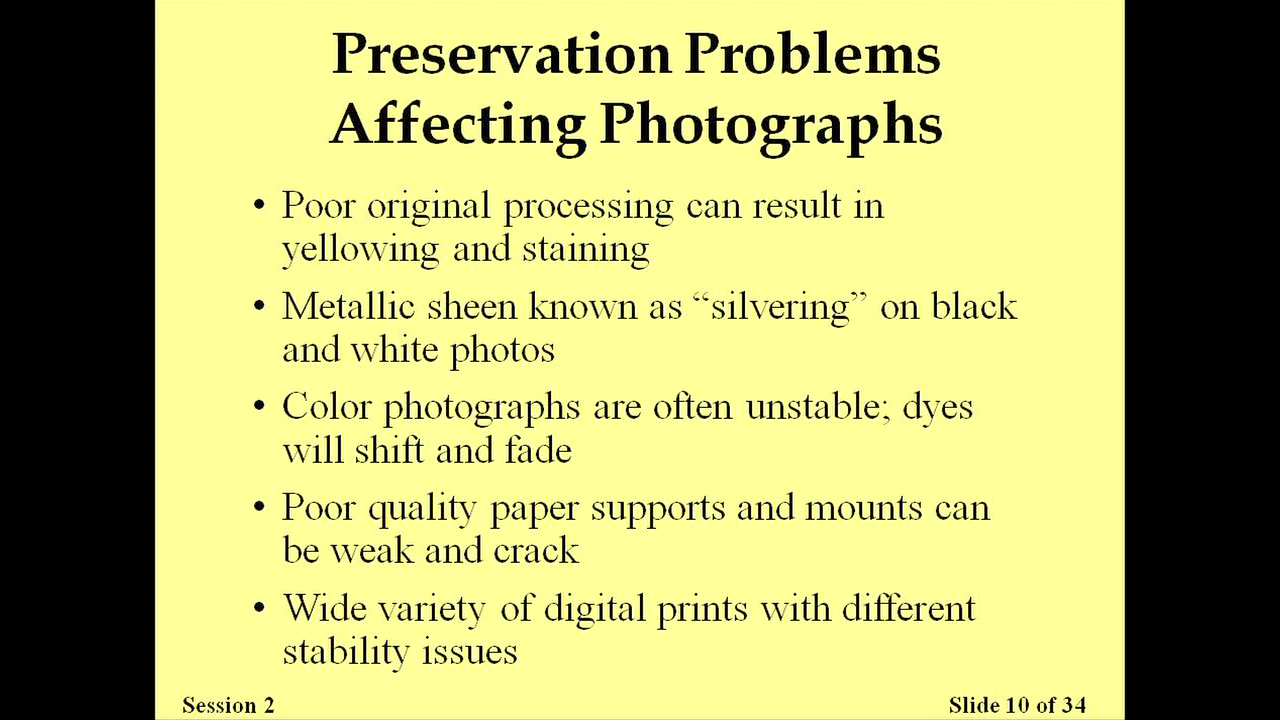 Preservation Problems
Affecting Photographs
• Poor original processing can result in
yellowing and staining
• Metallic sheen known as “silvering” on black
and white photos
• Color photographs are often unstable; dyes
will shift and fade
• Poor quality paper supports and mounts can
be weak and crack
• Wide variety of digital prints with different
stability issues
Session 2
Slide 10 of 34